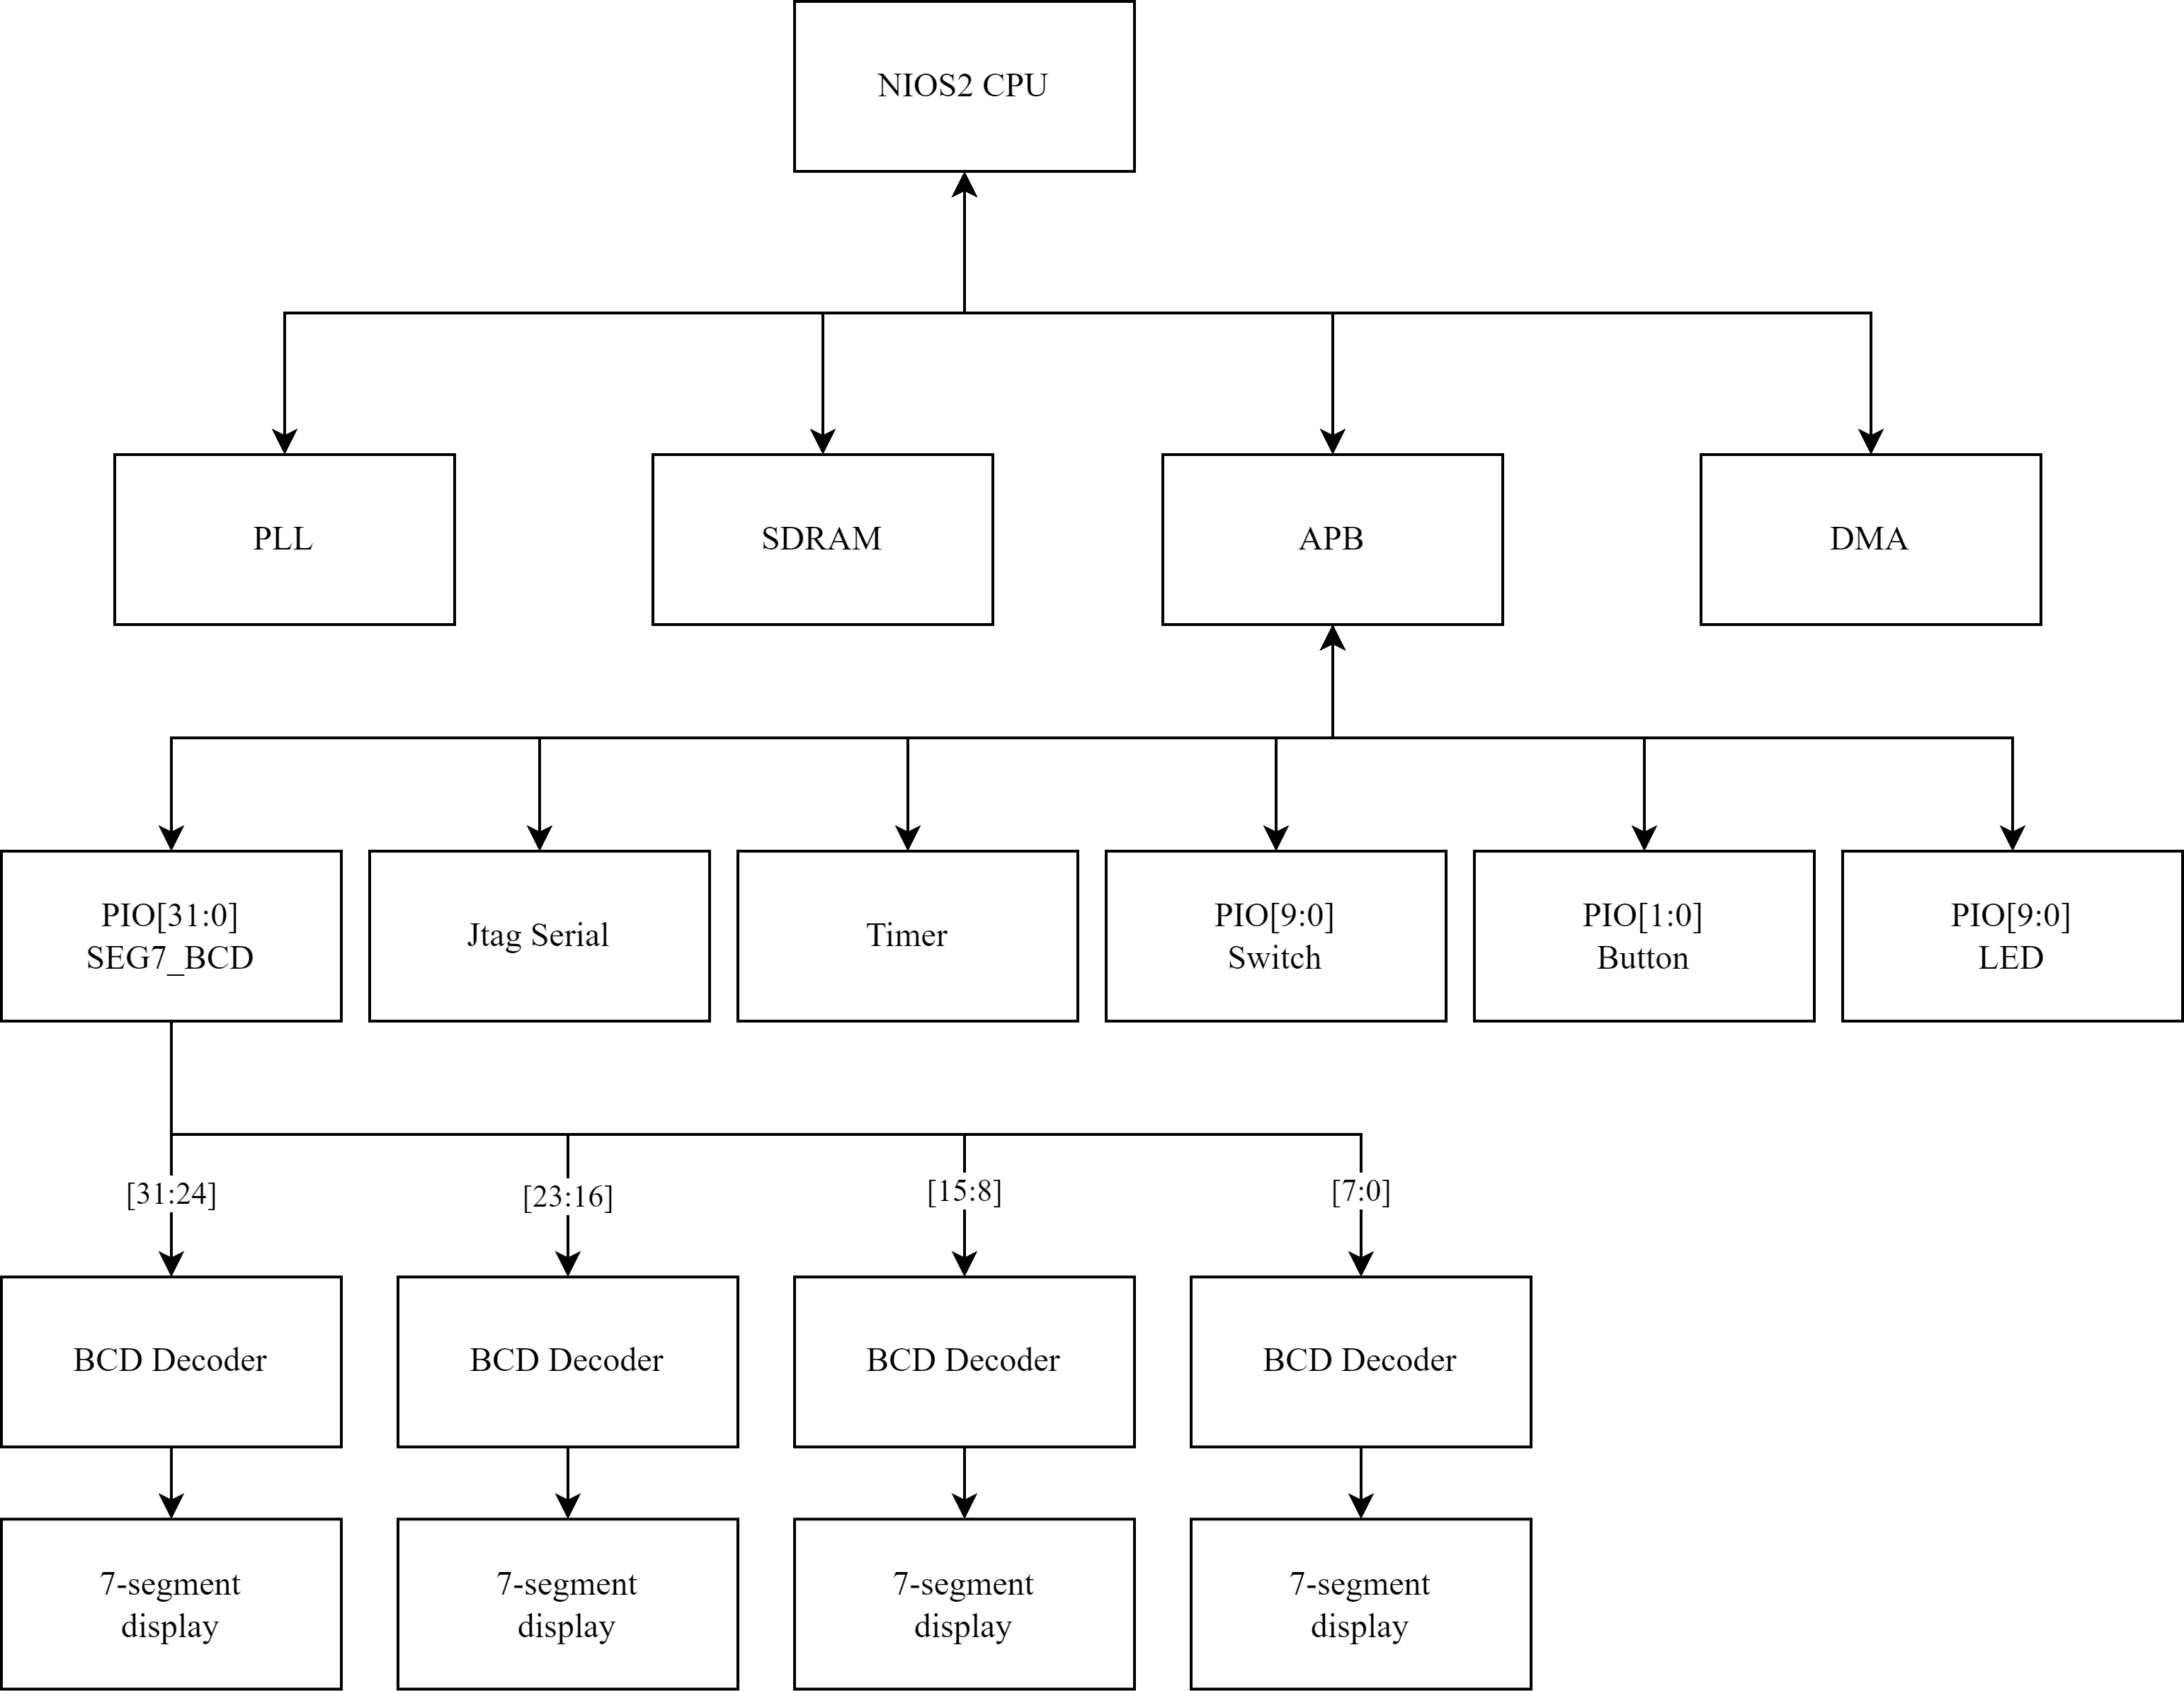 NIOS2 CPU
PLL
SDRAM
APB
DMA
PIO[31:0]
SEG7_BCD
Jtag Serial
Timer
PIO[9:0]
Switch
PIO[1:0]
Button
PIO[9:0]
LED
[31:24]
[23:16]
[15:8]
[7:0]
BCD Decoder
BCD Decoder
BCD Decoder
BCD Decoder
7-segment
display
7-segment
display
7-segment
display
7-segment
display